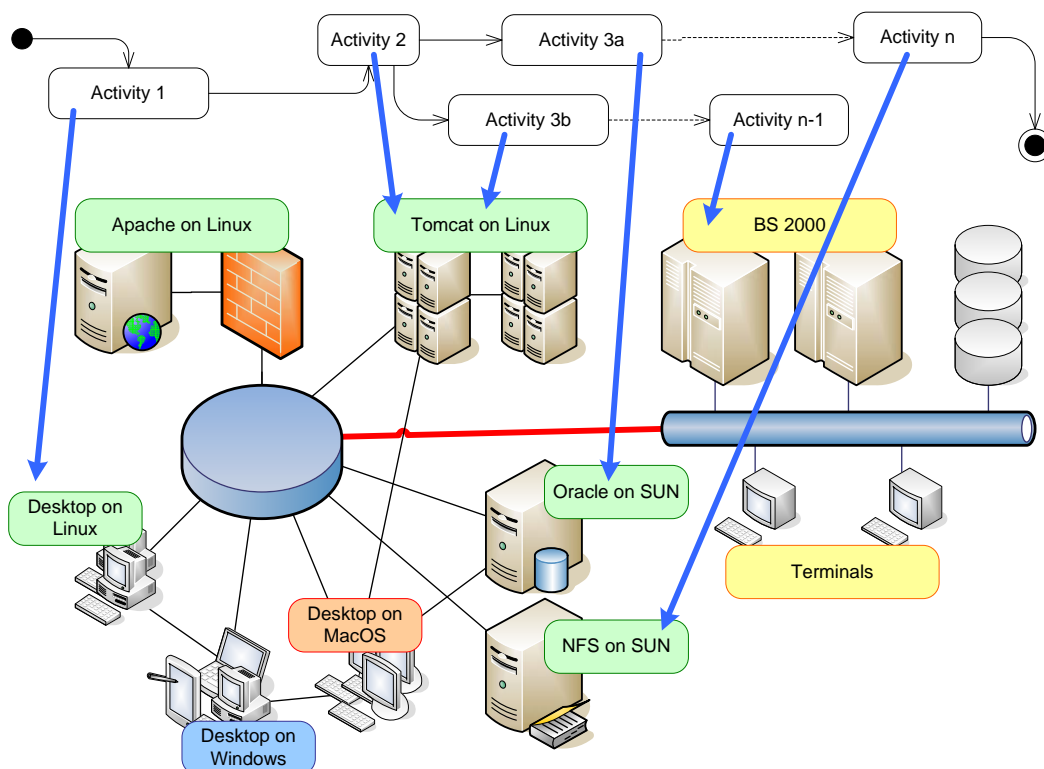 Activity 2
Activity 3a
Activity n
Activity 1
Activity 3b
Activity n-1
Apache on Linux
Tomcat on Linux
BS 2000
Oracle on SUN
Desktop on
Linux
Terminals
Desktop on
MacOS
NFS on SUN
Desktop on
Windows